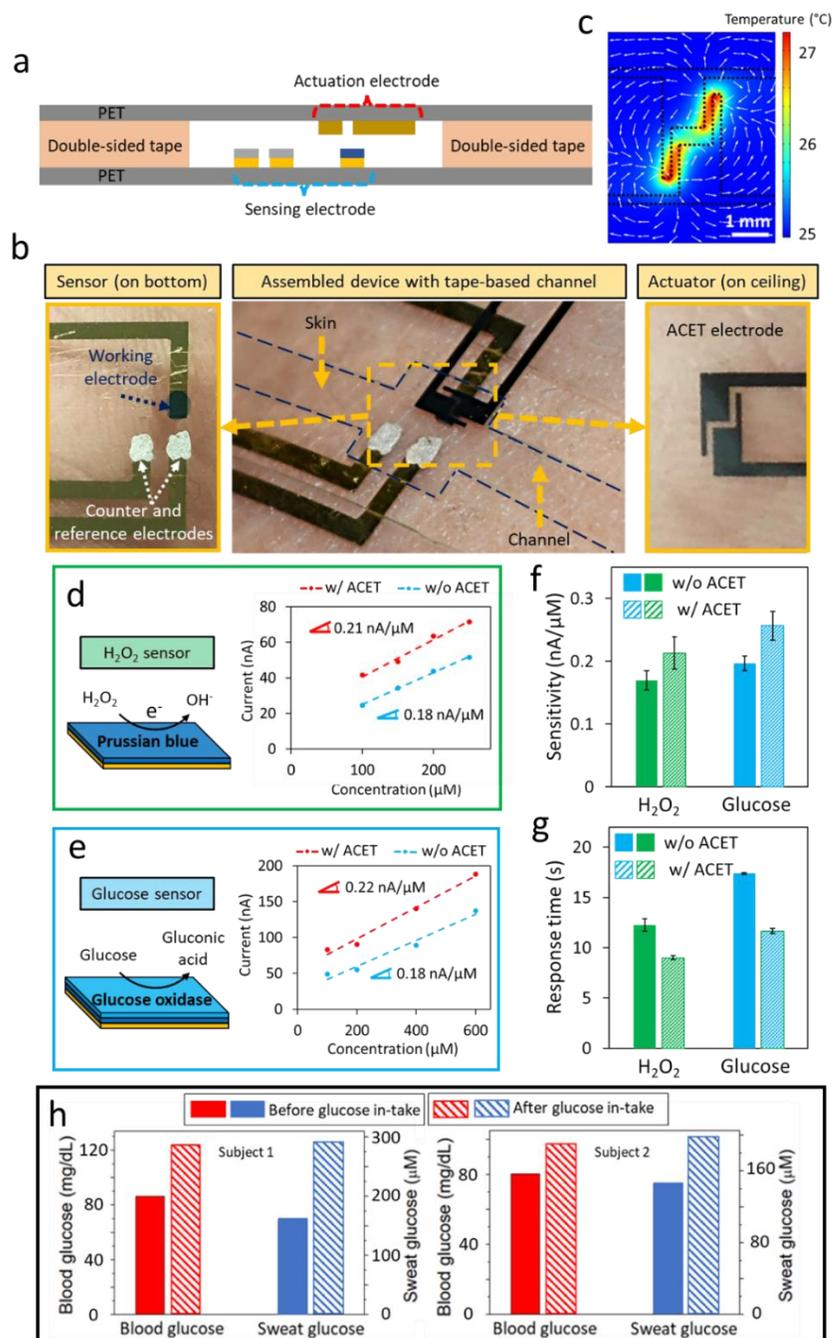 a
Actuation electrode
PET
Double-sided tape
Double-sided tape
PET
Sensing electrode
c
Temperature (°C)
27
26
25
1 mm
b
Sensor (on bottom)
Assembled device with tape-based channel
Actuator (on ceiling)
Working
electrode
Counter and
reference electrodes
Skin
Channel
ACET electrode
d
H₂O₂ sensor
H₂O₂
e⁻
OH⁻
Prussian blue
w/ ACET
w/o ACET
Current (nA)
80
60
40
20
0
0.21 nA/µM
0.18 nA/µM
0
100
200
Concentration (µM)
e
Glucose sensor
Glucose
Gluconic
acid
Glucose oxidase
w/ ACET
w/o ACET
Current (nA)
200
150
100
50
0
0.22 nA/µM
0.18 nA/µM
0
200
400
600
Concentration (µM)
f
Sensitivity (nA/µM)
0.3
0.2
0.1
0
w/o ACET
w/ ACET
H₂O₂
Glucose
g
Response time (s)
20
15
10
5
0
w/o ACET
w/ ACET
H₂O₂
Glucose
h
Before glucose in-take
After glucose in-take
Blood glucose (mg/dL)
120
80
40
0
Subject 1
300
200
100
0
Sweat glucose (µM)
Blood glucose
Sweat glucose
Blood glucose (mg/dL)
80
40
0
Subject 2
160
80
0
Sweat glucose (µM)
Blood glucose
Sweat glucose